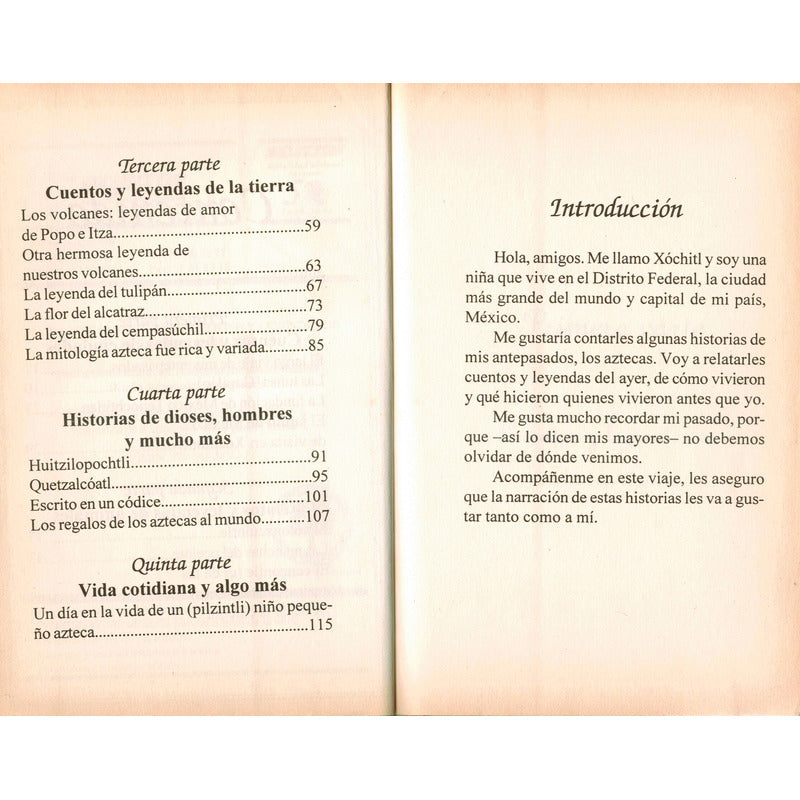 Tercera parte
Cuentos y leyendas de la tierra
Los volcanes: leyendas de amor
de Popo e Itza..............................59
Otra hermosa leyenda de
nuestros volcanes....................................63
La leyenda del tulipán..............................67
La flor del alcatraz...................................73
La leyenda del cempasúchil......................79
La mitología azteca fue rica y variada..........85
Cuarta parte
Historias de dioses, hombres
y mucho más
Huitzilopochtli.......................................91
Quetzalcóatl...........................................95
Escrito en un códice................................101
Los regalos de los aztecas al mundo..........107
Quinta parte
Vida cotidiana y algo más
Un día en la vida de un (pilzintli) niño peque-
ño azteca...............................................115
Introducción
Hola, amigos. Me llamo Xóchitl y soy una
niña que vive en el Distrito Federal, la ciudad
más grande del mundo y capital de mi país,
México.
Me gustaría contarles algunas historias de
mis antepasados, los aztecas. Voy a relatarles
cuentos y leyendas del ayer, de cómo vivieron
y qué hicieron quienes vivieron antes que yo.
Me gusta mucho recordar mi pasado, por-
que –así lo dicen mis mayores– no debemos
olvidar de dónde venimos.
Acompáñenme en este viaje, les aseguro
que la narración de estas historias les va a gus-
tar tanto como a mí.